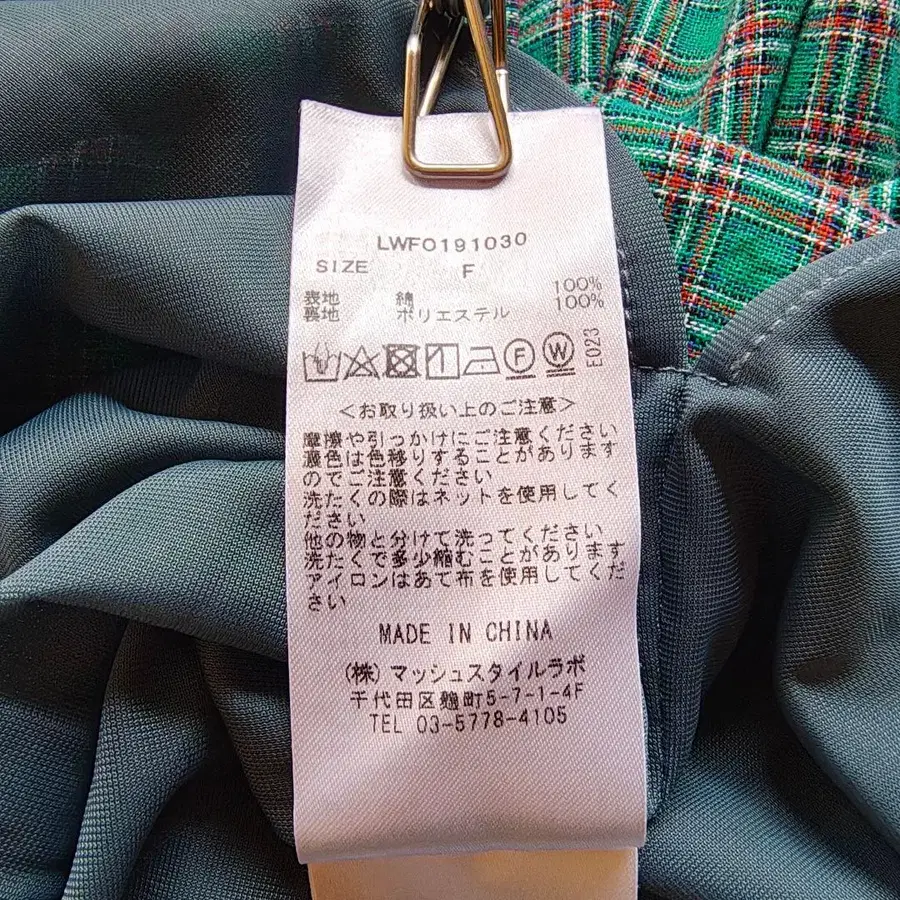 LWFO191030
SIZE F
表地 綿 100%
裏地 ポリエステル 100%
F W E023
<お取り扱い上のご注意>
摩擦や引っかけにご注意ください
濃色は色移りすることがあります
のでご注意ください
洗たくの際はネットを使用してく
ださい
他の物と分けて洗ってください
洗たくで多少縮むことがあります
アイロンはあて布を使用してくだ
さい
MADE IN CHINA
(株)マッシュスタイルラボ
千代田区麹町5-7-1-4F
TEL 03-5778-4105